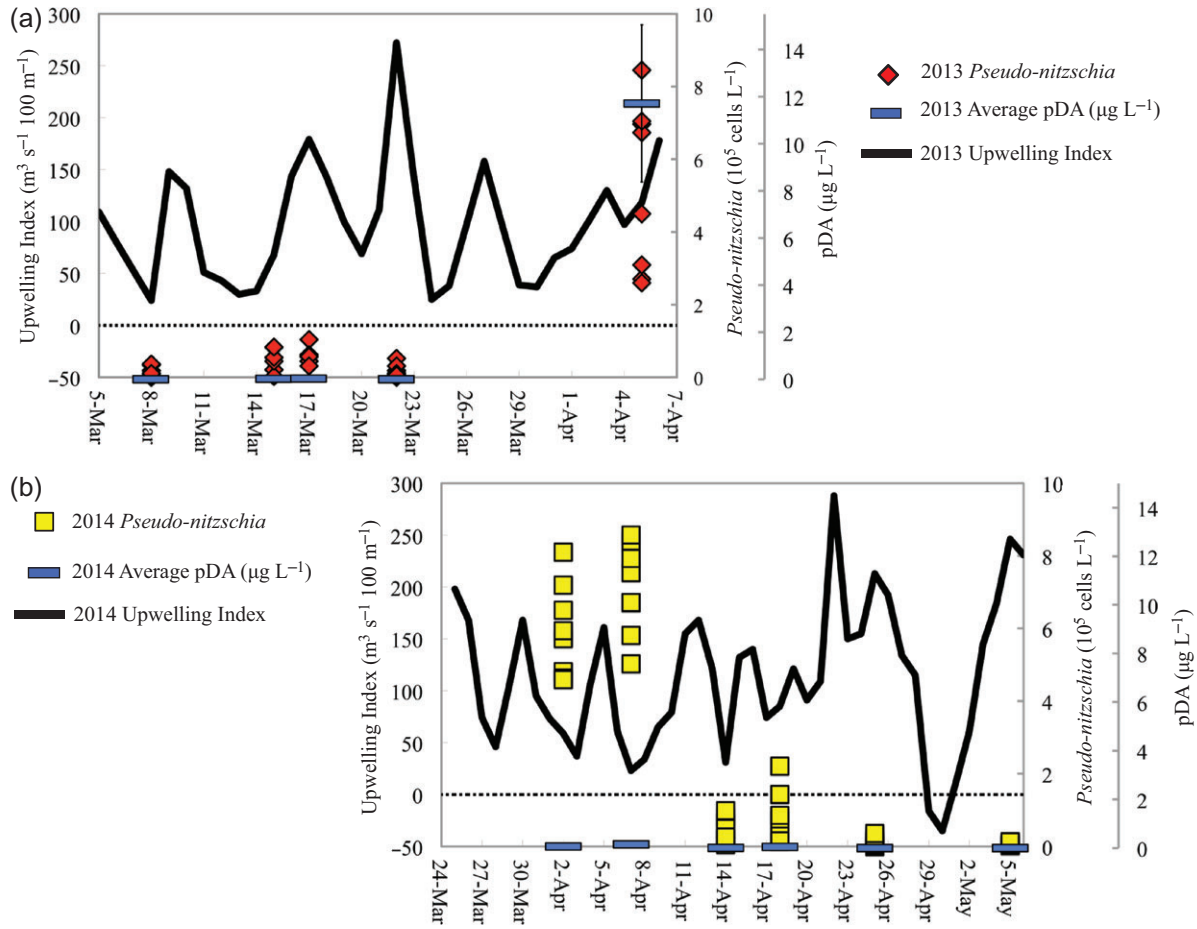 (a)
300
250
200
150
100
50
0
−50
Upwelling Index (m³ s⁻¹ 100 m⁻¹)
10
8
6
4
2
0
Pseudo-nitzschia (10⁵ cells L⁻¹)
14
12
10
8
6
4
2
0
pDA (μg L⁻¹)
5-Mar
8-Mar
11-Mar
14-Mar
17-Mar
20-Mar
23-Mar
26-Mar
29-Mar
1-Apr
4-Apr
7-Apr
2013 Pseudo-nitzschia
2013 Average pDA (μg L⁻¹)
2013 Upwelling Index
(b)
2014 Pseudo-nitzschia
2014 Average pDA (μg L⁻¹)
2014 Upwelling Index
300
250
200
150
100
50
0
−50
Upwelling Index (m³ s⁻¹ 100 m⁻¹)
10
8
6
4
2
0
Pseudo-nitzschia (10⁵ cells L⁻¹)
14
12
10
8
6
4
2
0
pDA (μg L⁻¹)
24-Mar
27-Mar
30-Mar
2-Apr
5-Apr
8-Apr
11-Apr
14-Apr
17-Apr
20-Apr
23-Apr
26-Apr
29-Apr
2-May
5-May